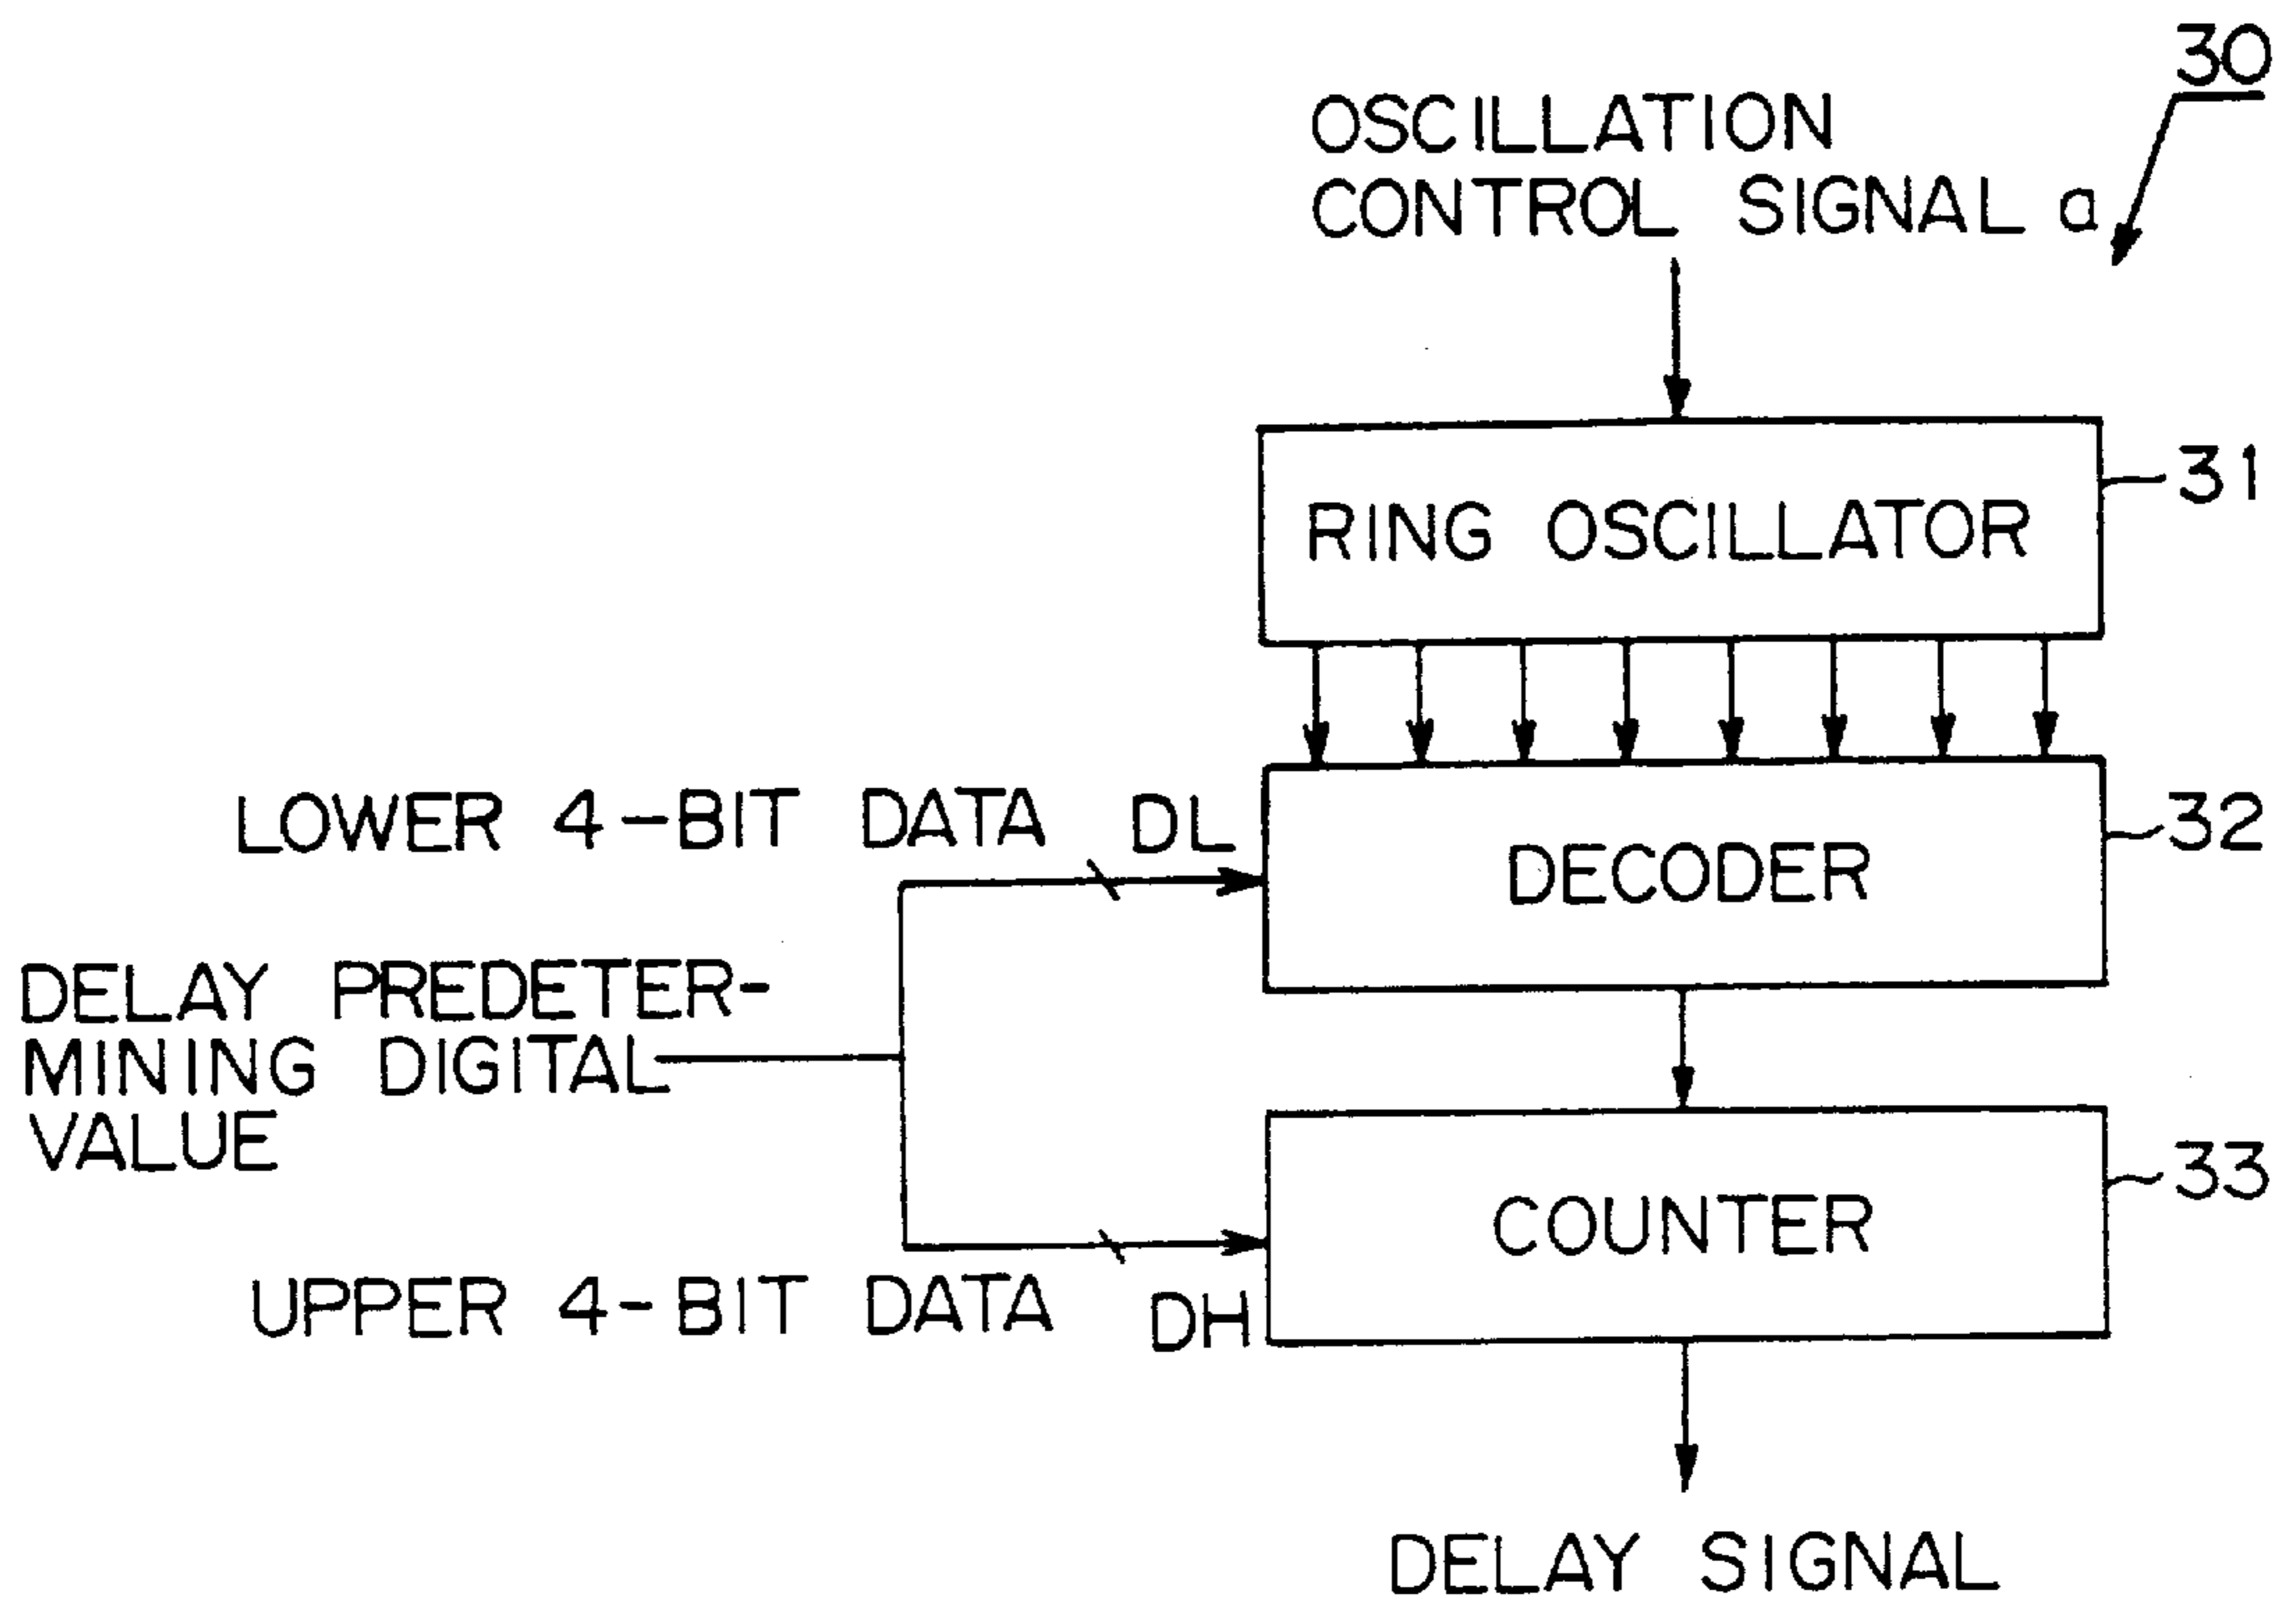 30
OSCILLATION
CONTROL SIGNAL a
RING OSCILLATOR
31
LOWER 4-BIT DATA DL
DECODER
32
DELAY PREDETER-
MINING DIGITAL
VALUE
COUNTER
33
UPPER 4-BIT DATA DH
DELAY SIGNAL